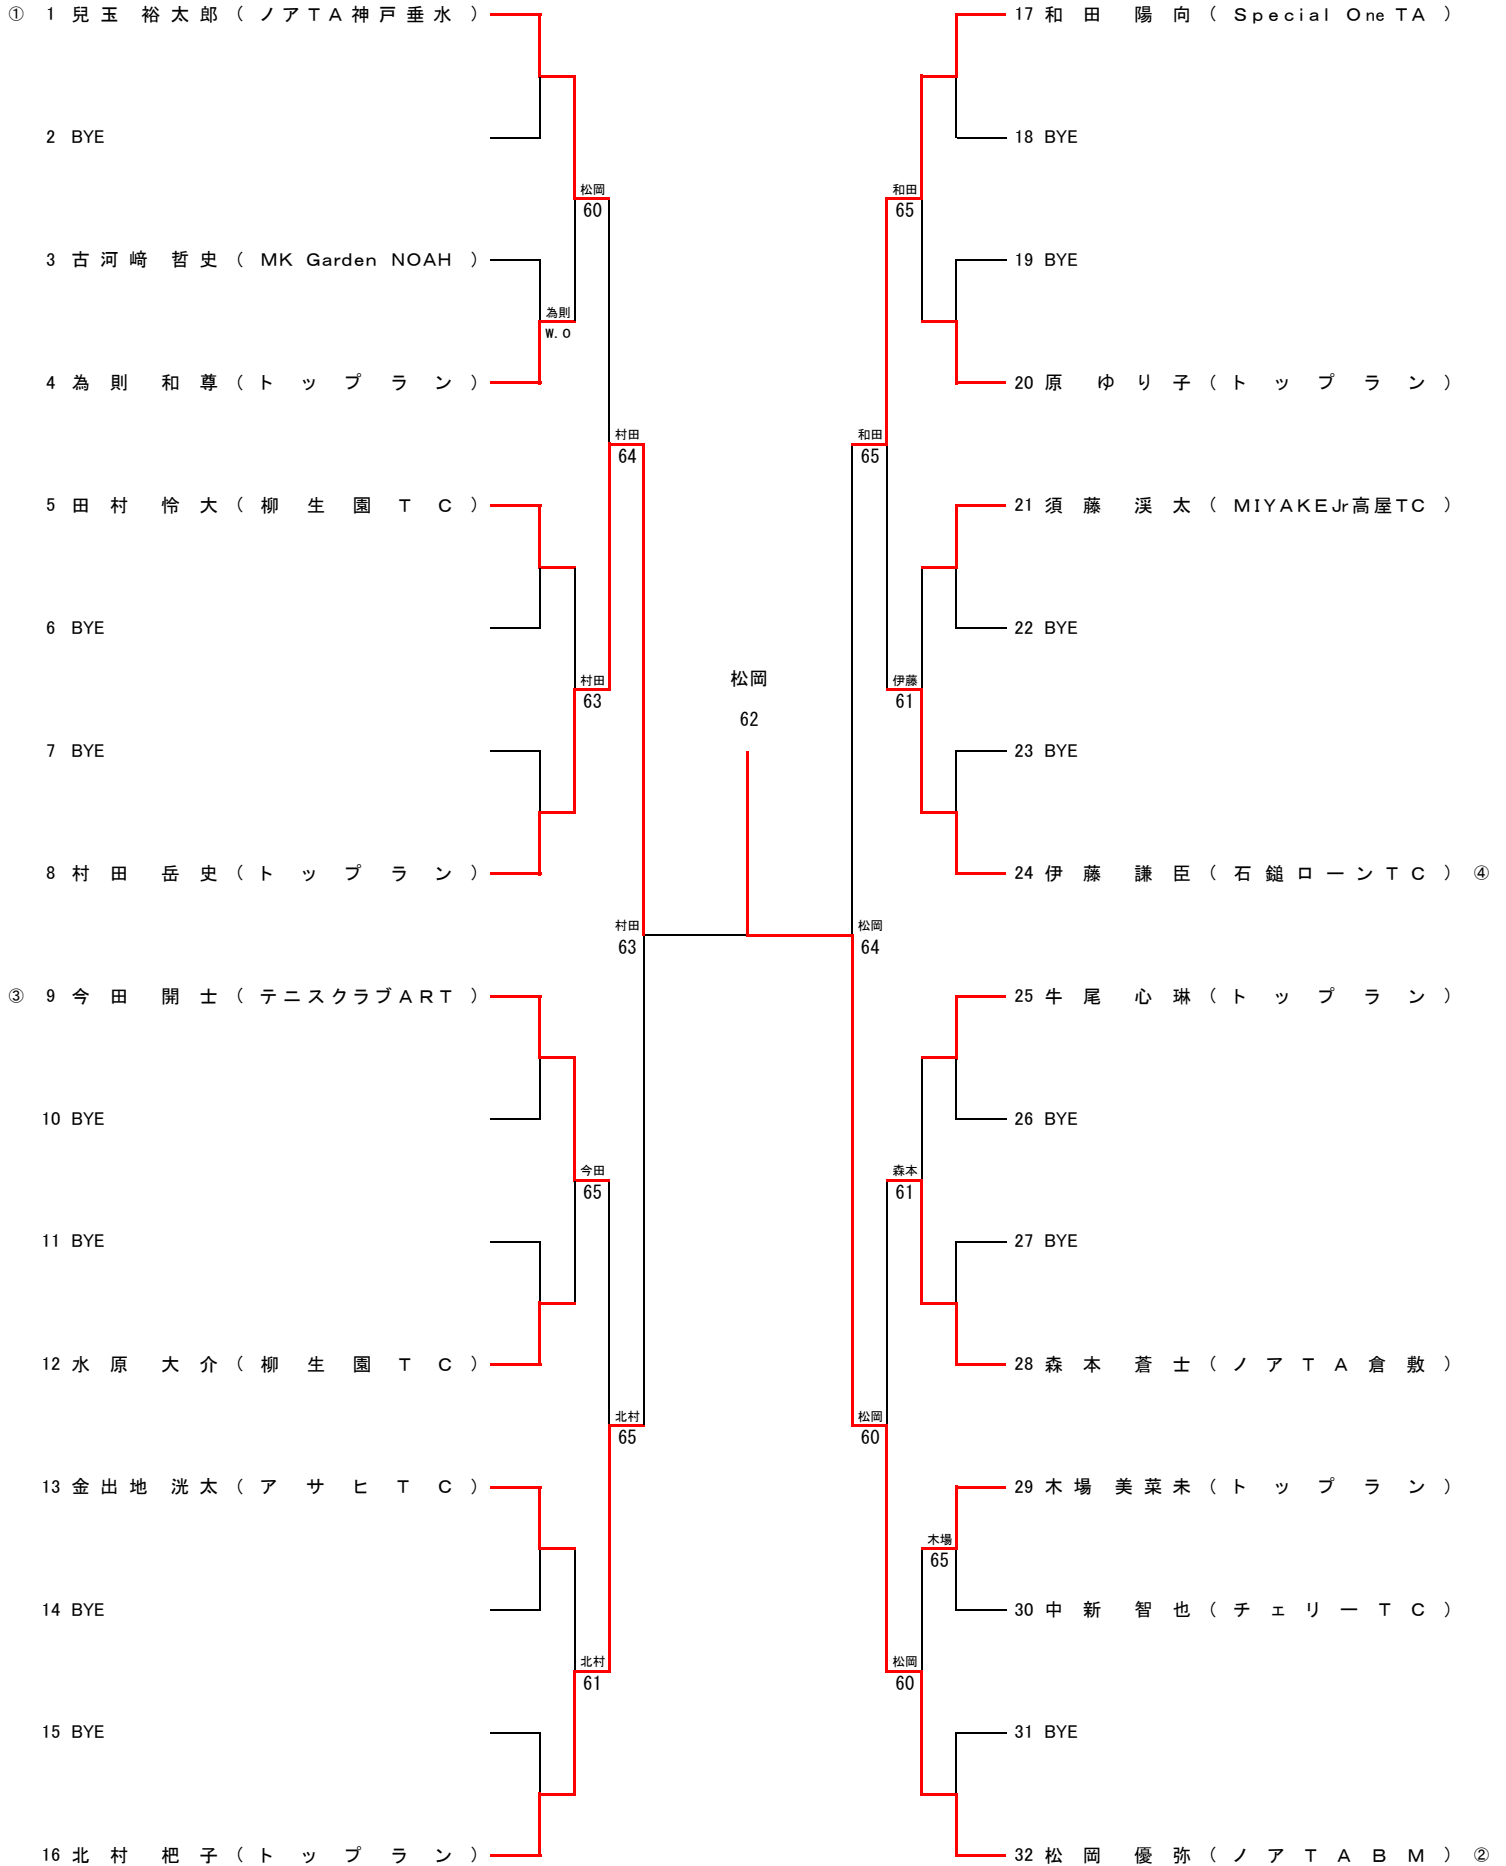 ① 1 兒玉 裕太郎 ( ノアTA神戸垂水 )
2 BYE
松岡
60
3 古河﨑 哲史 ( MK Garden NOAH )
為則
W.O
4 為則 和尊 ( トップラン )
村田
64
5 田村 怜大 ( 柳生園TC )
6 BYE
村田
63
7 BYE
8 村田 岳史 ( トップラン )
村田
63
③ 9 今田 開士 ( テニスクラブART )
10 BYE
今田
65
11 BYE
12 水原 大介 ( 柳生園TC )
北村
65
13 金出地 洸太 ( アサヒTC )
14 BYE
北村
61
15 BYE
16 北村 杷子 ( トップラン )
松岡
62
17 和田 陽向 ( Special One TA )
18 BYE
和田
65
19 BYE
20 原 ゆり子 ( トップラン )
和田
65
21 須藤 渓太 ( MIYAKEJr高屋TC )
22 BYE
伊藤
61
23 BYE
24 伊藤 謙臣 ( 石鎚ローンTC ) ④
松岡
64
25 牛尾 心琳 ( トップラン )
26 BYE
森本
61
27 BYE
28 森本 蒼士 ( ノアTA倉敷 )
松岡
60
29 木場 美菜未 ( トップラン )
木場
65
30 中新 智也 ( チェリーTC )
松岡
60
31 BYE
32 松岡 優弥 ( ノアTABM ) ②